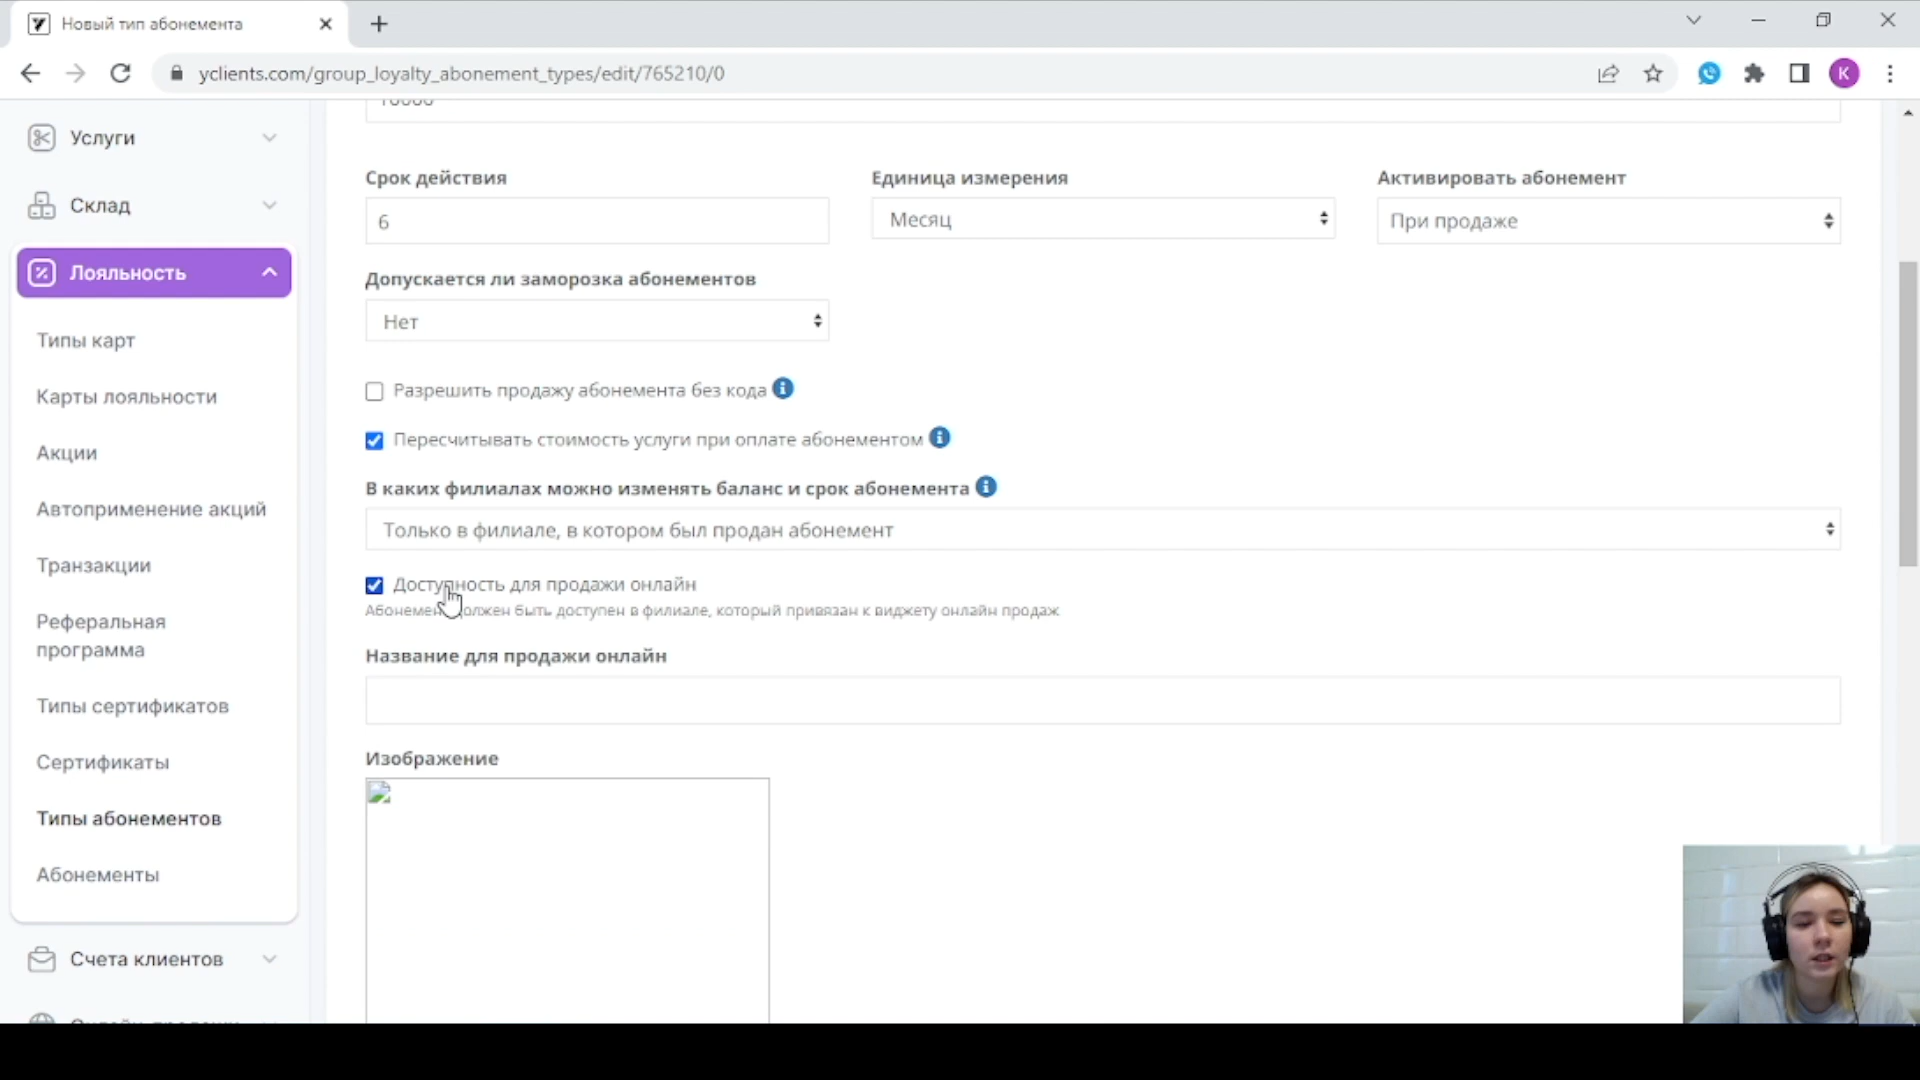 Новый тип абонемента
yclients.com/group_loyalty_abonement_types/edit/765210/0
K
Услуги
Склад
Лояльность
Типы карт
Карты лояльности
Акции
Автоприменение акций
Транзакции
Реферальная
программа
Типы сертификатов
Сертификаты
Типы абонементов
Абонементы
Счета клиентов
Срок действия
6
Единица измерения
Месяц
Активировать абонемент
При продаже
Допускается ли заморозка абонементов
Нет
Разрешить продажу абонемента без кода
Пересчитывать стоимость услуги при оплате абонементом
В каких филиалах можно изменять баланс и срок абонемента
Только в филиале, в котором был продан абонемент
Доступность для продажи онлайн
Абонемент должен быть доступен в филиале, который привязан к виджету онлайн продаж
Название для продажи онлайн
Изображение